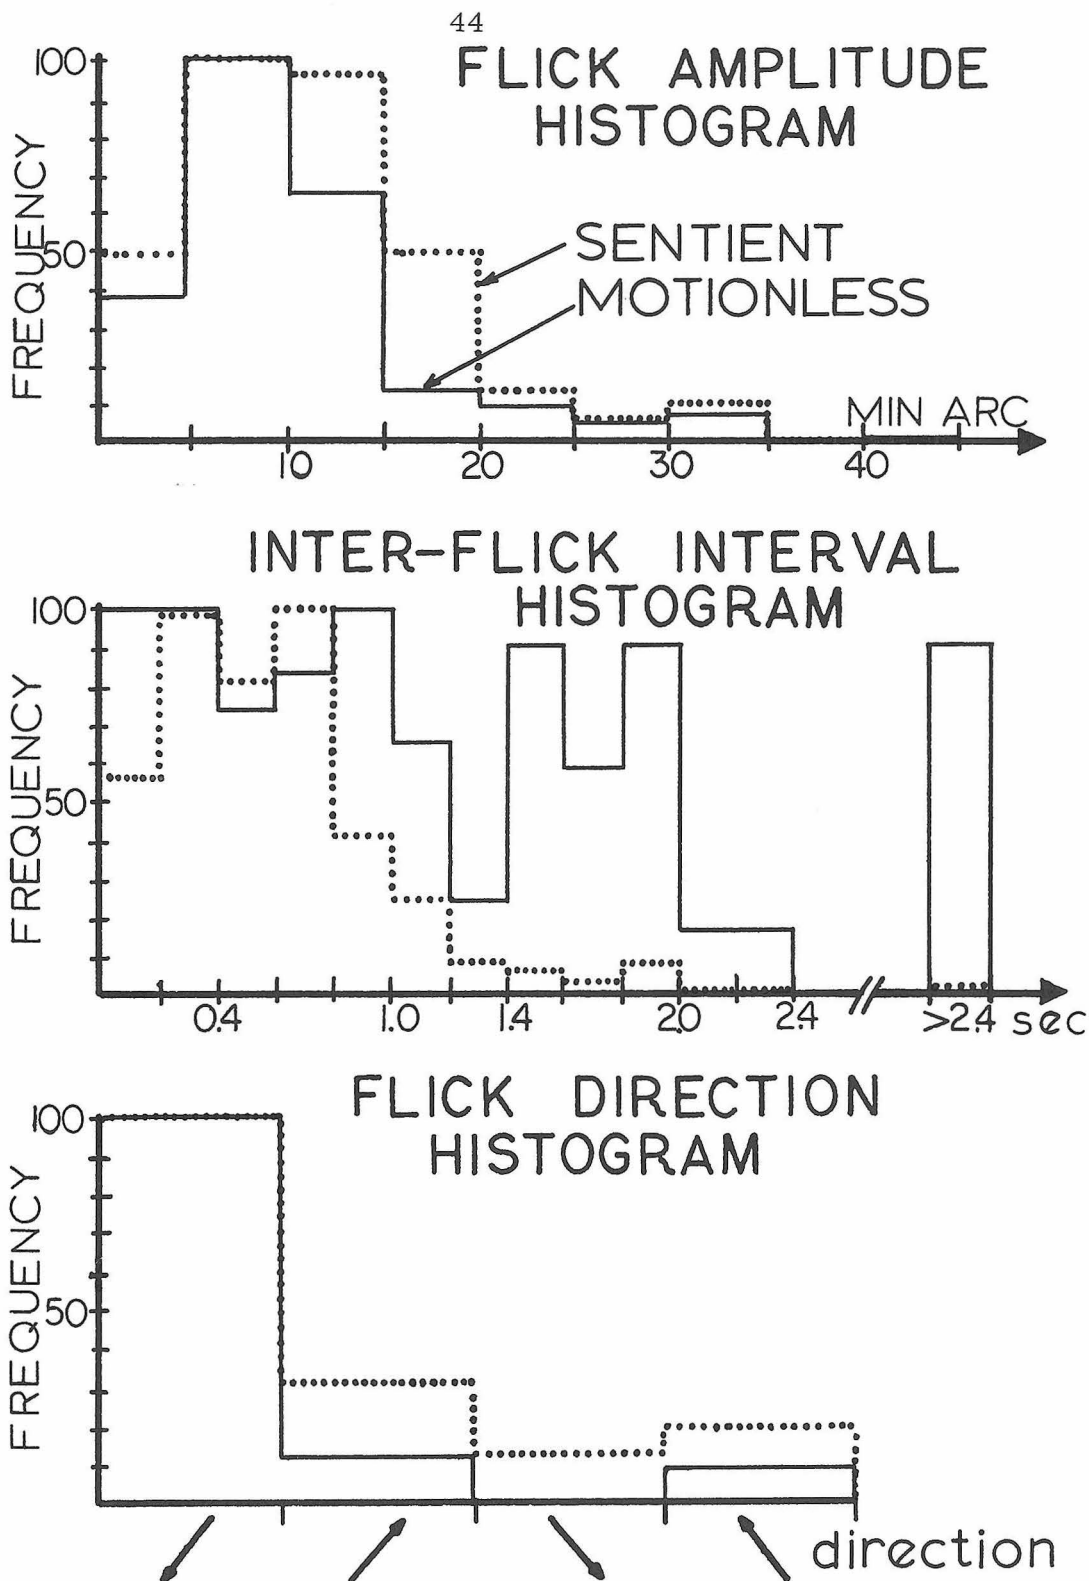 44
FLICK AMPLITUDE
HISTOGRAM
100
50
FREQUENCY
SENTIENT
MOTIONLESS
MIN ARC
10 20 30 40
INTER-FLICK INTERVAL
HISTOGRAM
100
50
FREQUENCY
0.4 1.0 1.4 2.0 2.4 >2.4 sec
FLICK DIRECTION
HISTOGRAM
100
50
FREQUENCY
direction